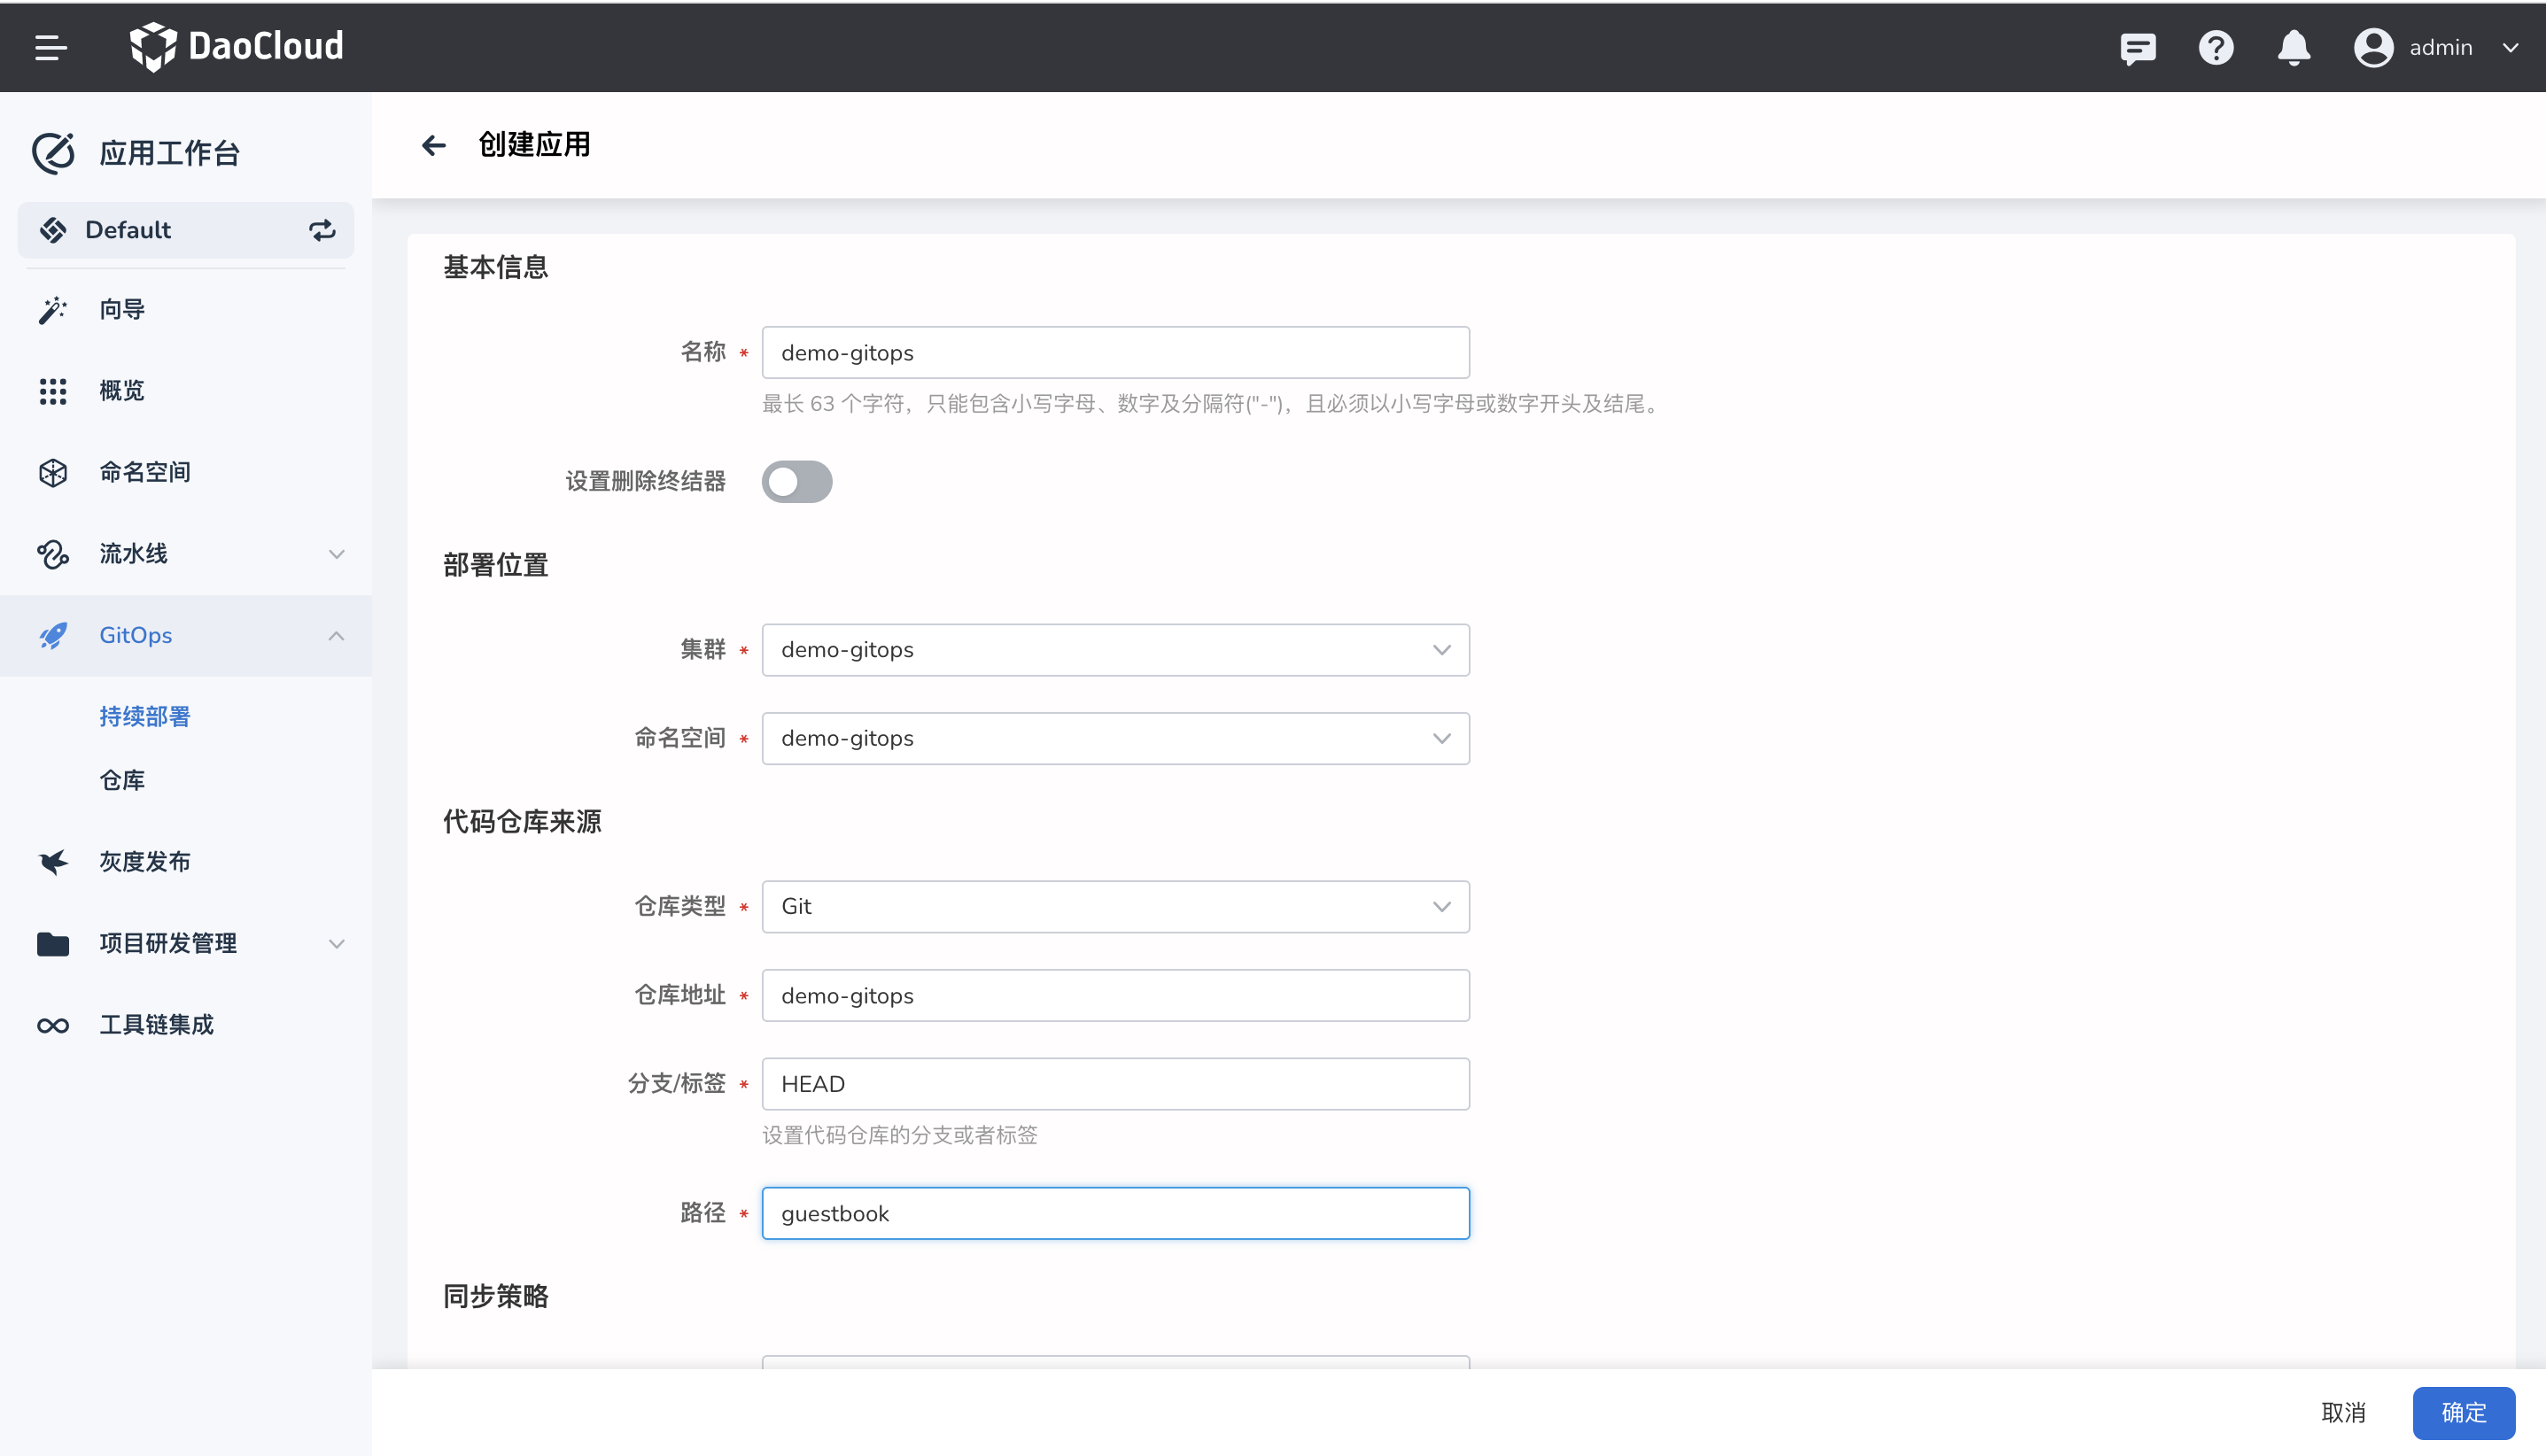 DaoCloud
admin
应用工作台
Default
向导
概览
命名空间
流水线
GitOps
持续部署
仓库
灰度发布
项目研发管理
工具链集成
创建应用
基本信息
名称 * demo-gitops
最长 63 个字符，只能包含小写字母、数字及分隔符("-")，且必须以小写字母或数字开头及结尾。
设置删除终结器
部署位置
集群 * demo-gitops
命名空间 * demo-gitops
代码仓库来源
仓库类型 * Git
仓库地址 * demo-gitops
分支/标签 * HEAD
设置代码仓库的分支或者标签
路径 * guestbook
同步策略
取消 确定